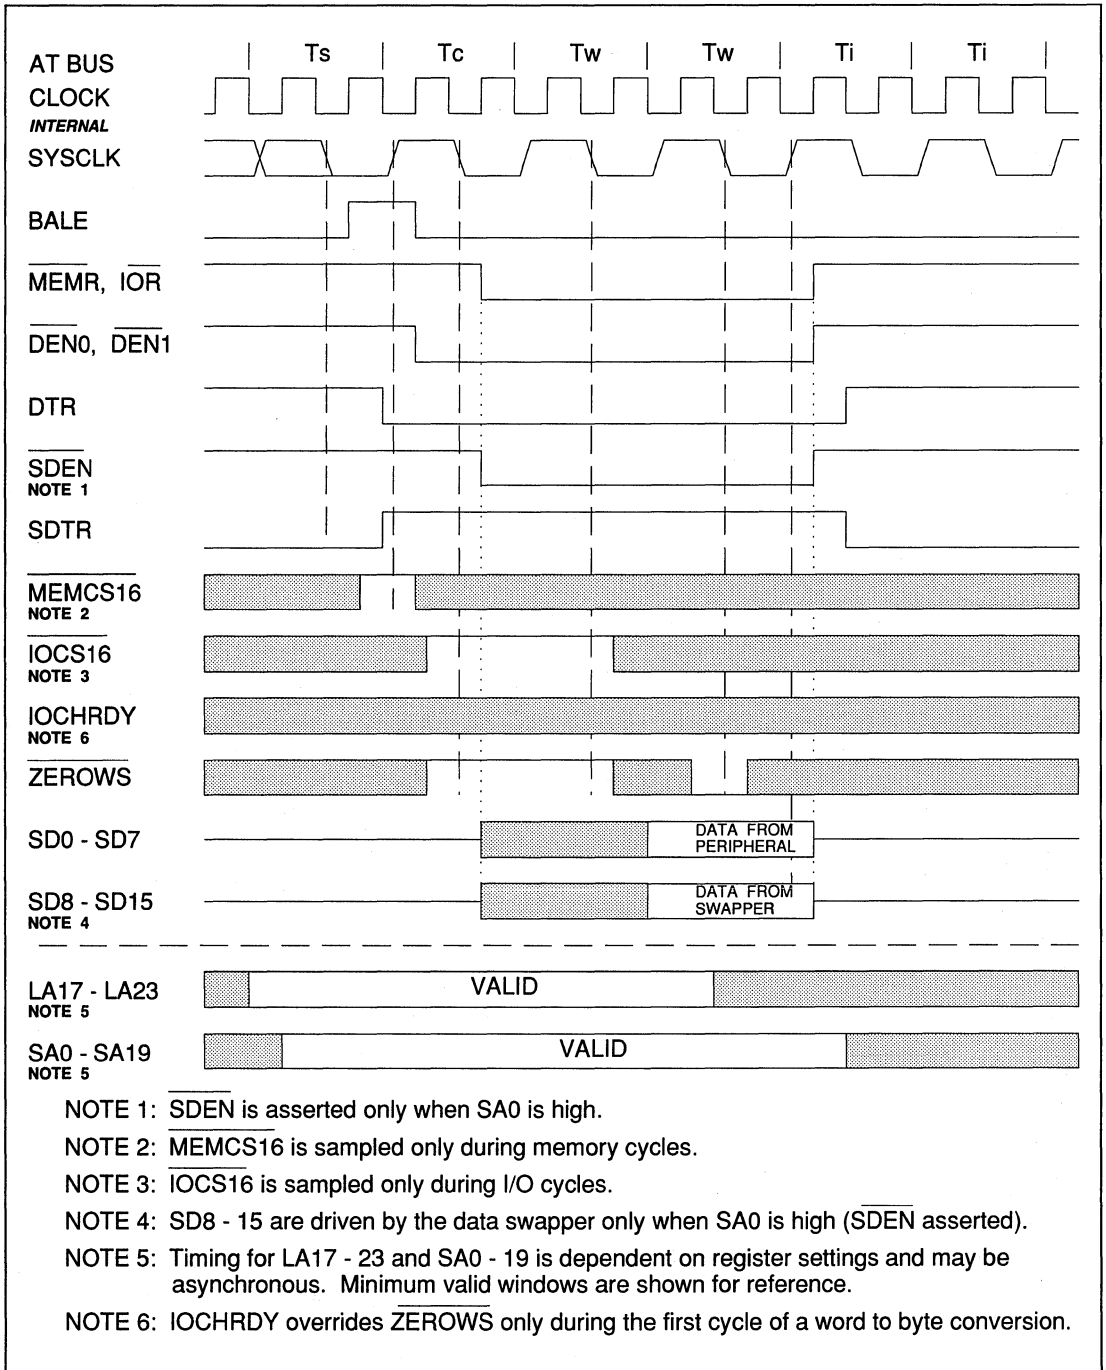 Ts Tc Tw Tw Ti Ti
AT BUS
CLOCK
INTERNAL
SYSCLK
BALE
MEMR, IOR
DEN0, DEN1
DTR
SDEN
NOTE 1
SDTR
MEMCS16
NOTE 2
IOCS16
NOTE 3
IOCHRDY
NOTE 6
ZEROWS
SD0 - SD7
DATA FROM
PERIPHERAL
SD8 - SD15
NOTE 4
DATA FROM
SWAPPER
LA17 - LA23
NOTE 5
VALID
SA0 - SA19
NOTE 5
VALID
NOTE 1: SDEN is asserted only when SA0 is high.
NOTE 2: MEMCS16 is sampled only during memory cycles.
NOTE 3: IOCS16 is sampled only during I/O cycles.
NOTE 4: SD8 - 15 are driven by the data swapper only when SA0 is high (SDEN asserted).
NOTE 5: Timing for LA17 - 23 and SA0 - 19 is dependent on register settings and may be
asynchronous. Minimum valid windows are shown for reference.
NOTE 6: IOCHRDY overrides ZEROWS only during the first cycle of a word to byte conversion.